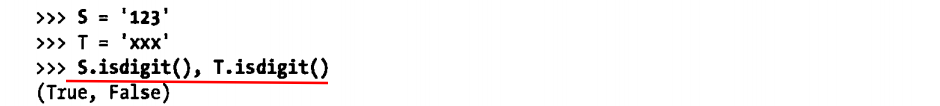 >>> S = '123'
>>> T = 'xxx'
>>> S.isdigit(), T.isdigit()
(True, False)